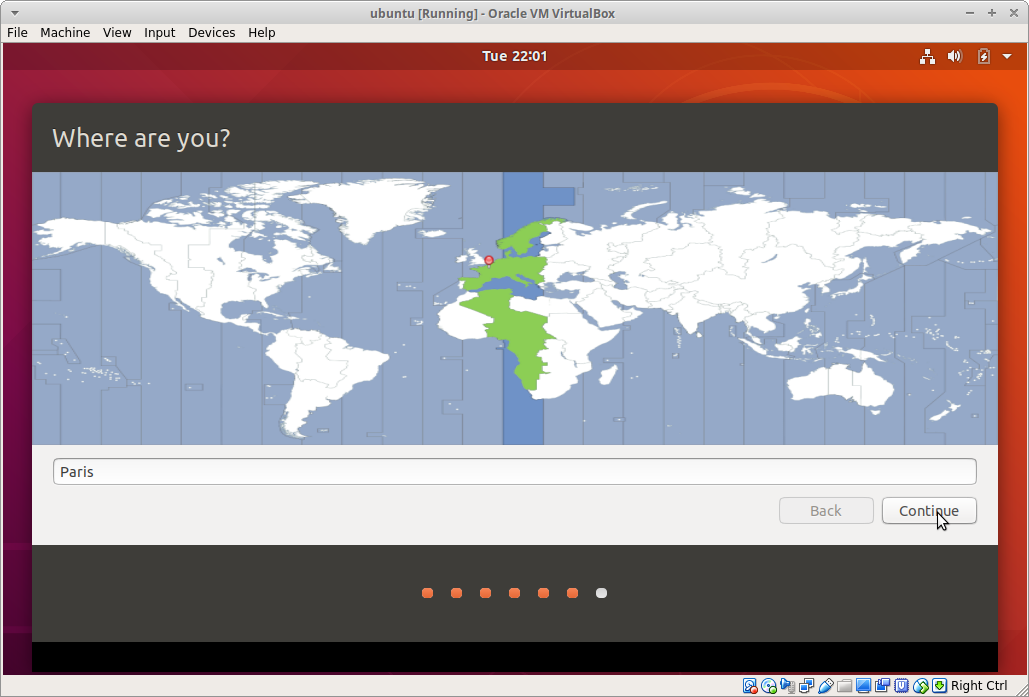 ubuntu [Running] - Oracle VM VirtualBox
File Machine View Input Devices Help
Tue 22:01
Where are you?
Paris
Back Continue
Right Ctrl